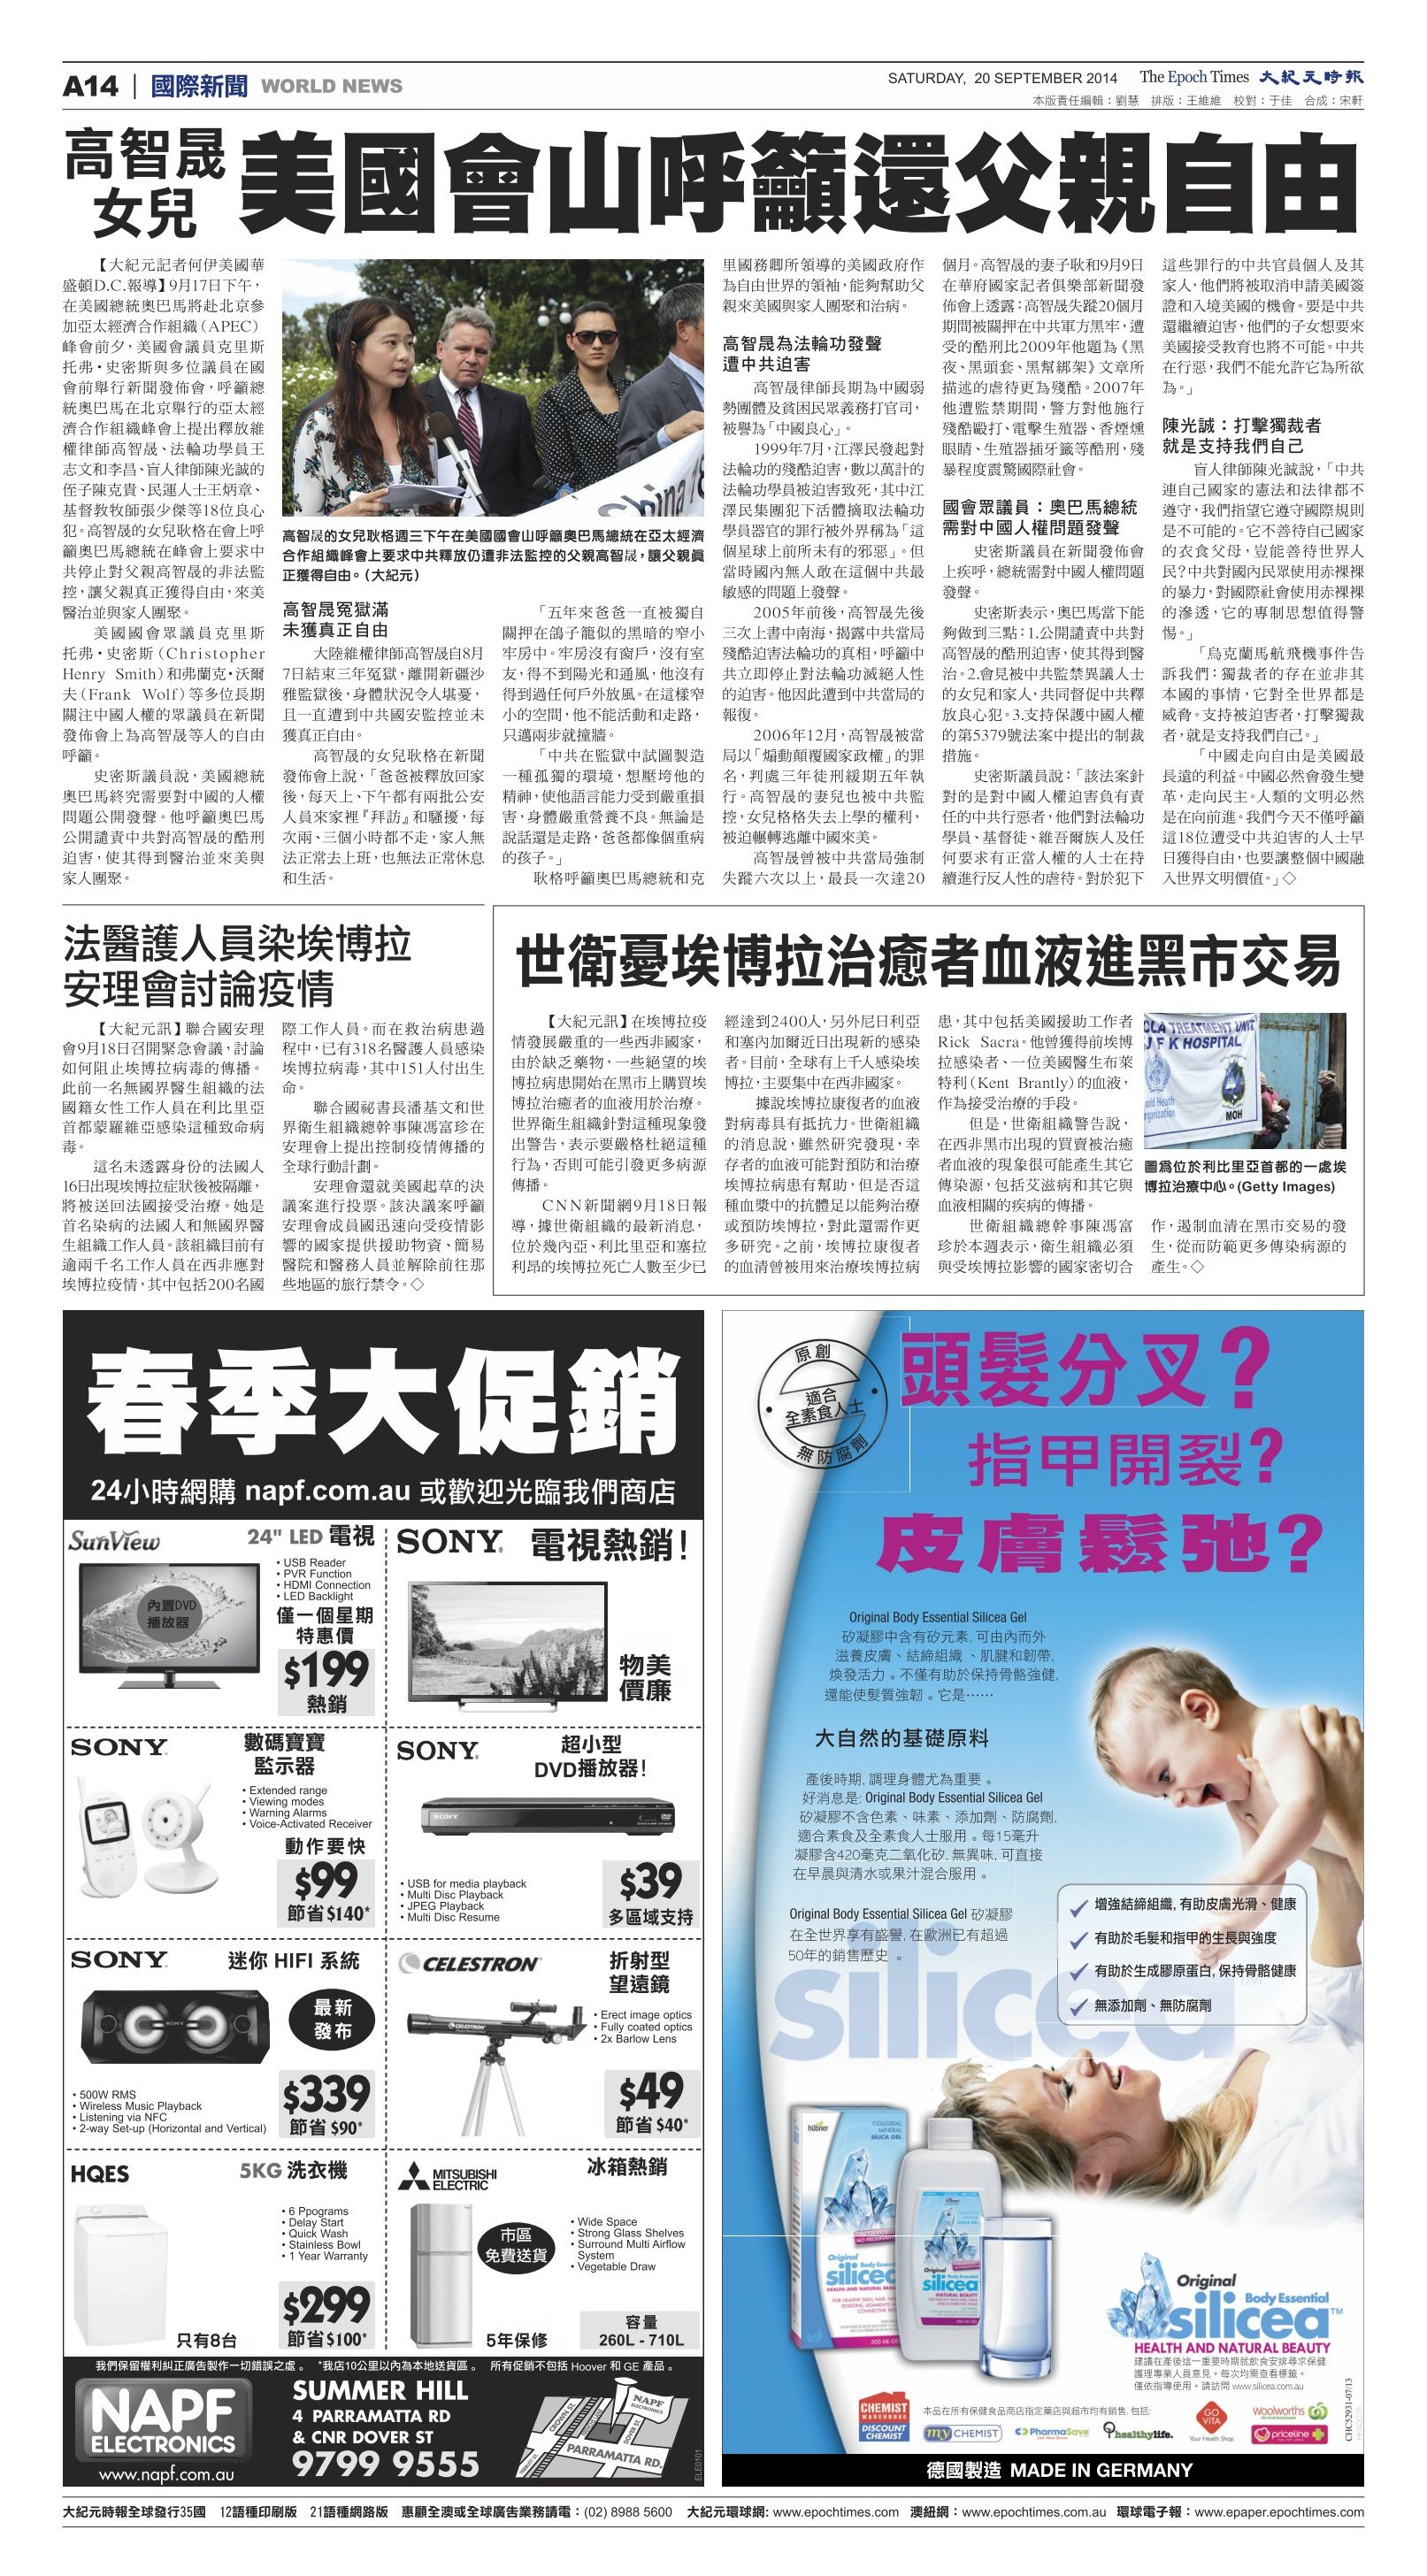 A14 | 國際新聞 WORLD NEWS
SATURDAY, 20 SEPTEMBER 2014 The Epoch Times 大紀元時報
本版責任編輯：劉慧 排版：王維維 校對：于佳 合成：宋軒
高智晟
女兒
美國會山呼籲還父親自由
【大紀元記者何伊美國華
盛頓D.C.報導】9月17日下午，
在美國總統奧巴馬將赴北京參
加亞太經濟合作組織（APEC）
峰會前夕，美國會議員克里斯
托弗・史密斯與多位議員在國
會前舉行新聞發佈會，呼籲總
統奧巴馬在北京舉行的亞太經
濟合作組織峰會上提出釋放維
權律師高智晟、法輪功學員王
志文和李昌、盲人律師陳光誠的
侄子陳克貴、民運人士王炳章、
基督教牧師張少傑等18位良心
犯。高智晟的女兒耿格在會上呼
籲奧巴馬總統在峰會上要求中
共停止對父親高智晟的非法監
控，讓父親真正獲得自由，來美
醫治並與家人團聚。
美國國會眾議員克里斯
托弗・史密斯（Christopher
Henry Smith）和弗蘭克・沃爾
夫（Frank Wolf）等多位長期
關注中國人權的眾議員在新聞
發佈會上為高智晟等人的自由
呼籲。
史密斯議員說，美國總統
奧巴馬終究需要對中國的人權
問題公開發聲。他呼籲奧巴馬
公開譴責中共對高智晟的酷刑
迫害，使其得到醫治並來美與
家人團聚。
高智晟的女兒耿格週三下午在美國國會山呼籲奧巴馬總統在亞太經濟
合作組織峰會上要求中共釋放仍遭非法監控的父親高智晟，讓父親真
正獲得自由。（大紀元）
高智晟冤獄滿
未獲真正自由
大陸維權律師高智晟自8月
7日結束三年冤獄，離開新疆沙
雅監獄後，身體狀況令人堪憂，
且一直遭到中共國安監控並未
獲真正自由。
高智晟的女兒耿格在新聞
發佈會上說，「爸爸被釋放回家
後，每天上、下午都有兩批公安
人員來家裡『拜訪』和騷擾，每
次兩、三個小時都不走，家人無
法正常去上班，也無法正常休息
和生活。
「五年來爸爸一直被獨自
關押在鴿子籠似的黑暗的窄小
牢房中。牢房沒有窗戶，沒有室
友，得不到陽光和通風，他沒有
得到過任何戶外放風。在這樣窄
小的空間，他不能活動和走路，
只邁兩步就撞牆。
「中共在監獄中試圖製造
一種孤獨的環境，想壓垮他的
精神，使他語言能力受到嚴重損
害，身體嚴重營養不良。無論是
說話還是走路，爸爸都像個重病
的孩子。」
耿格呼籲奧巴馬總統和克
里國務卿所領導的美國政府作
為自由世界的領袖，能夠幫助父
親來美國與家人團聚和治病。
高智晟為法輪功發聲
遭中共迫害
高智晟律師長期為中國弱
勢團體及貧困民眾義務打官司，
被譽為「中國良心」。
1999年7月，江澤民發起對
法輪功的殘酷迫害，數以萬計的
法輪功學員被迫害致死，其中江
澤民集團犯下活體摘取法輪功
學員器官的罪行被外界稱為「這
個星球上前所未有的邪惡」。但
當時國內無人敢在這個中共最
敏感的問題上發聲。
2005年前後，高智晟先後
三次上書中南海，揭露中共當局
殘酷迫害法輪功的真相，呼籲中
共立即停止對法輪功滅絕人性
的迫害。他因此遭到中共當局的
報復。
2006年12月，高智晟被當
局以「煽動顛覆國家政權」的罪
名，判處三年徒刑緩期五年執
行。高智晟的妻兒也被中共監
控，女兒格格失去上學的權利，
被迫輾轉逃離中國來美。
高智晟曾被中共當局強制
失蹤六次以上，最長一次達20
個月。高智晟的妻子耿和9月9日
在華府國家記者俱樂部新聞發
佈會上透露：高智晟失蹤20個月
期間被關押在中共軍方黑牢，遭
受的酷刑比2009年他題為《黑
夜、黑頭套、黑幫綁架》文章所
描述的虐待更為殘酷。2007年
他遭監禁期間，警方對他施行
殘酷毆打、電擊生殖器、香煙燻
眼睛、生殖器插牙籤等酷刑，殘
暴程度震驚國際社會。
國會眾議員：奧巴馬總統
需對中國人權問題發聲
史密斯議員在新聞發佈會
上疾呼，總統需對中國人權問題
發聲。
史密斯表示，奧巴馬當下能
夠做到三點：1.公開譴責中共對
高智晟的酷刑迫害，使其得到醫
治。2.會見被中共監禁異議人士
的女兒和家人，共同督促中共釋
放良心犯。3.支持保護中國人權
的第5379號法案中提出的制裁
措施。
史密斯議員說：「該法案針
對的是對中國人權迫害負有責
任的中共行惡者，他們對法輪功
學員、基督徒、維吾爾族人及任
何要求有正當人權的人士在持
續進行反人性的虐待。對於犯下
這些罪行的中共官員個人及其
家人，他們將被取消申請美國簽
證和入境美國的機會。要是中共
還繼續迫害，他們的子女想要來
美國接受教育也將不可能。中共
在行惡，我們不能允許它為所欲
為。」
陳光誠：打擊獨裁者
就是支持我們自己
盲人律師陳光誠說，「中共
連自己國家的憲法和法律都不
遵守，我們指望它遵守國際規則
是不可能的。它不善待自己國家
的衣食父母，豈能善待世界人
民？中共對國內民眾使用赤裸裸
的暴力，對國際社會使用赤裸裸
的滲透，它的專制思想值得警
惕。」
「烏克蘭馬航飛機事件告
訴我們：獨裁者的存在並非其
本國的事情，它對全世界都是
威脅。支持被迫害者，打擊獨裁
者，就是支持我們自己。」
「中國走向自由是美國最
長遠的利益。中國必然會發生變
革，走向民主。人類的文明必然
是在向前進。我們今天不僅呼籲
這18位遭受中共迫害的人士早
日獲得自由，也要讓整個中國融
入世界文明價值。」◇
法醫護人員染埃博拉
安理會討論疫情
【大紀元訊】聯合國安理
會9月18日召開緊急會議，討論
如何阻止埃博拉病毒的傳播。
此前一名無國界醫生組織的法
國籍女性工作人員在利比里亞
首都蒙羅維亞感染這種致命病
毒。
這名未透露身份的法國人
16日出現埃博拉症狀後被隔離，
將被送回法國接受治療。她是
首名染病的法國人和無國界醫
生組織工作人員。該組織目前有
逾兩千名工作人員在西非應對
埃博拉疫情，其中包括200名國
際工作人員。而在救治病患過
程中，已有318名醫護人員感染
埃博拉病毒，其中151人付出生
命。
聯合國祕書長潘基文和世
界衛生組織總幹事陳馮富珍在
安理會上提出控制疫情傳播的
全球行動計劃。
安理會還就美國起草的決
議案進行投票。該決議案呼籲
安理會成員國迅速向受疫情影
響的國家提供援助物資、簡易
醫院和醫務人員並解除前往那
些地區的旅行禁令。◇
世衛憂埃博拉治癒者血液進黑市交易
【大紀元訊】在埃博拉疫
情發展嚴重的一些西非國家，
由於缺乏藥物，一些絕望的埃
博拉病患開始在黑市上購買埃
博拉治癒者的血液用於治療。
世界衛生組織針對這種現象發
出警告，表示要嚴格杜絕這種
行為，否則可能引發更多病源
傳播。
CNN新聞網9月18日報
導，據世衛組織的最新消息，
位於幾內亞、利比里亞和塞拉
利昂的埃博拉死亡人數至少已
經達到2400人，另外尼日利亞
和塞內加爾近日出現新的感染
者。目前，全球有上千人感染埃
博拉，主要集中在西非國家。
據說埃博拉康復者的血液
對病毒具有抵抗力。世衛組織
的消息說，雖然研究發現，幸
存者的血液可能對預防和治療
埃博拉病患有幫助，但是否這
種血漿中的抗體足以能夠治療
或預防埃博拉，對此還需作更
多研究。之前，埃博拉康復者
的血清曾被用來治療埃博拉病
患，其中包括美國援助工作者
Rick Sacra。他曾獲得前埃博
拉感染者、一位美國醫生布萊
特利（Kent Brantly）的血液，
作為接受治療的手段。
但是，世衛組織警告說，
在西非黑市出現的買賣被治癒
者血液的現象很可能產生其它
傳染源，包括艾滋病和其它與
血液相關的疾病的傳播。
世衛組織總幹事陳馮富
珍於本週表示，衛生組織必須
與受埃博拉影響的國家密切合
TREATMENT UNIT
J F K HOSPITAL
MOH
圖爲位於利比里亞首都的一處埃
博拉治療中心。(Getty Images)
作，遏制血清在黑市交易的發
生，從而防範更多傳染病源的
產生。◇
春季大促銷
24小時網購 napf.com.au 或歡迎光臨我們商店
SunView
24" LED 電視
• USB Reader
• PVR Function
• HDMI Connection
• LED Backlight
內置DVD
播放器
僅一個星期
特惠價
$199
熱銷
SONY. 電視熱銷！
物美
價廉
SONY.
數碼寶寶
監示器
• Extended range
• Viewing modes
• Warning Alarms
• Voice-Activated Receiver
動作要快
$99
節省$140*
SONY.
超小型
DVD播放器！
SONY
• USB for media playback
• Multi Disc Playback
• JPEG Playback
• Multi Disc Resume
$39
多區域支持
SONY. 迷你 HIFI 系統
最新
發布
• 500W RMS
• Wireless Music Playback
• Listening via NFC
• 2-way Set-up (Horizontal and Vertical)
$339
節省 $90*
CELESTRON
折射型
望遠鏡
• Erect image optics
• Fully coated optics
• 2x Barlow Lens
$49
節省 $40*
HQES 5KG 洗衣機
• 6 Ppograms
• Delay Start
• Quick Wash
• Stainless Bowl
• 1 Year Warranty
$299
節省$100*
只有8台
MITSUBISHI
ELECTRIC
冰箱熱銷
市區
免費送貨
• Wide Space
• Strong Glass Shelves
• Surround Multi Airflow
System
• Vegetable Draw
5年保修
容量
260L - 710L
我們保留權利糾正廣告製作一切錯誤之處。 *我店10公里以內為本地送貨區。 所有促銷不包括 Hoover 和 GE 產品。
NAPF
ELECTRONICS
www.napf.com.au
SUMMER HILL
4 PARRAMATTA RD
& CNR DOVER ST
9799 9555
NAPF
ELECTRONICS
CROWN ST.
DOVER ST.
PARRAMATTA RD.
ELE0101
原創
適合
全素食人士
無防腐劑
頭髮分叉？
指甲開裂？
皮膚鬆弛？
Original Body Essential Silicea Gel
矽凝膠中含有矽元素, 可由內而外
滋養皮膚、結締組織 、肌腱和韌帶,
煥發活力。不僅有助於保持骨骼強健,
還能使髮質強韌。它是……
大自然的基礎原料
產後時期, 調理身體尤為重要 。
好消息是: Original Body Essential Silicea Gel
矽凝膠不含色素、味素、添加劑、防腐劑,
適合素食及全素食人士服用。每15毫升
凝膠含420毫克二氧化矽, 無異味, 可直接
在早晨與清水或果汁混合服用。
Original Body Essential Silicea Gel 矽凝膠
在全世界享有盛譽, 在歐洲已有超過
50年的銷售歷史 。
silicea
增強結締組織, 有助皮膚光滑、健康
有助於毛髮和指甲的生長與強度
有助於生成膠原蛋白, 保持骨骼健康
無添加劑、無防腐劑
hübner
COLLOIDAL
MINERAL
SILICA GEL
Original
silicea
HEALTH AND NATURAL BEAUTY
500 ML
Original
silicea
NATURAL BEAUTY
Original
Body Essential
silicea™
HEALTH AND NATURAL BEAUTY
建議在產後這一重要時期就飲食安排尋求保健
護理專業人員意見。每次均需查看標籤。
僅依指導使用。請訪問 www.silicea.com.au
CHC52931-07/13
CHEMIST
WAREHOUSE
DISCOUNT
CHEMIST
本品在所有保健食品商店指定藥店與超市均有銷售, 包括:
my CHEMIST
PharmaSave
healthylife.
GO
VITA
Your Health Shop
Woolworths
priceline
德國製造 MADE IN GERMANY
大紀元時報全球發行35國 12語種印刷版 21語種網路版 惠顧全澳或全球廣告業務請電：(02) 8988 5600 大紀元環球網: www.epochtimes.com 澳紐網：www.epochtimes.com.au 環球電子報：www.epaper.epochtimes.com